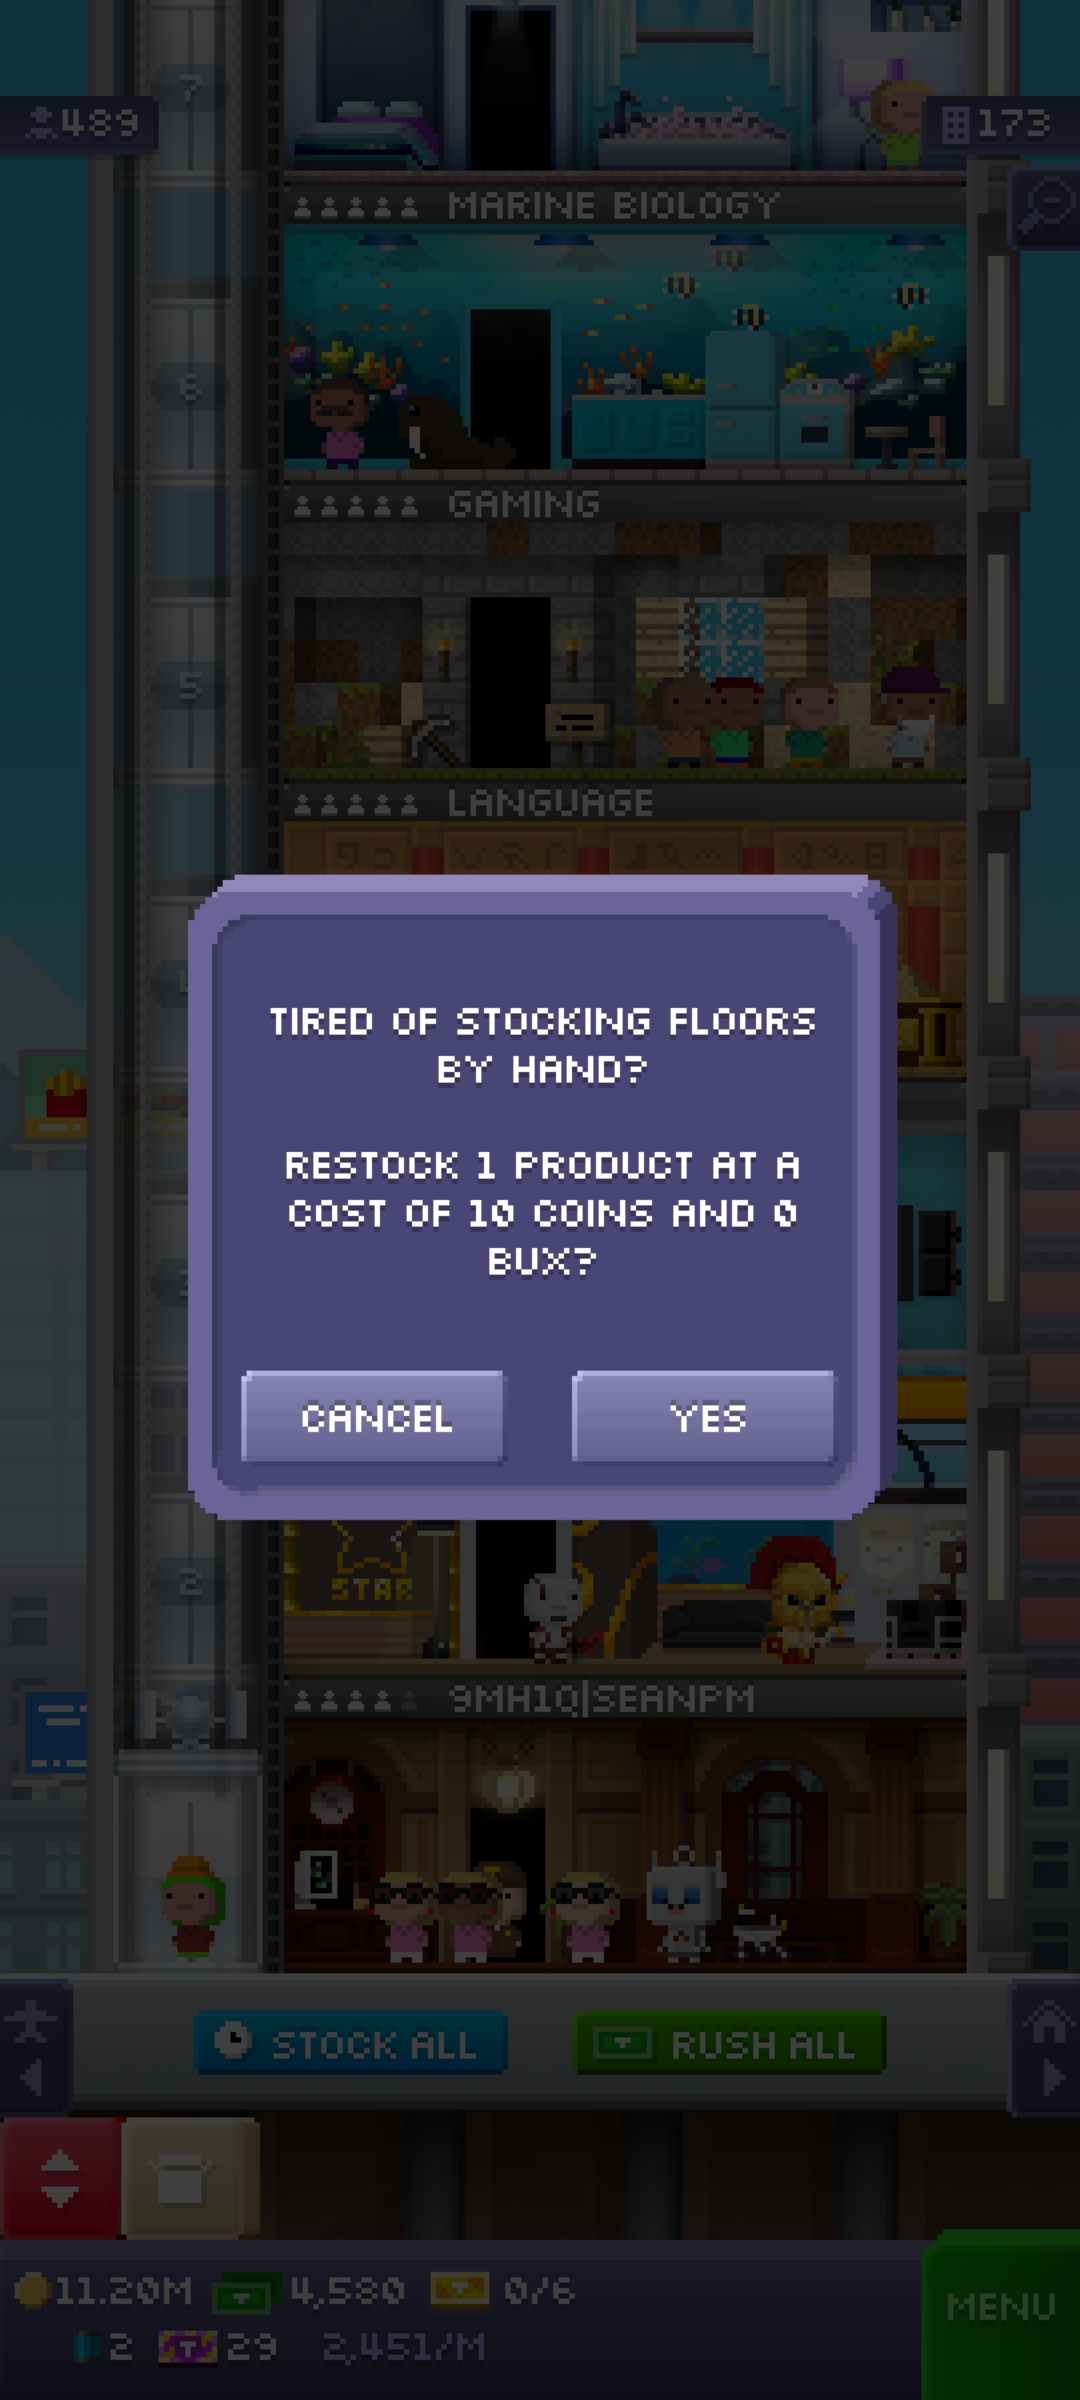 7
489
173
MARINE BIOLOGY
6
GAMING
5
LANGUAGE
TIRED OF STOCKING FLOORS
BY HAND?
RESTOCK 1 PRODUCT AT A
COST OF 10 COINS AND 0
BUX?
CANCEL
YES
2
STAR
9MH1Q|SEANPM
STOCK ALL
RUSH ALL
11.20M
4,580
0/6
MENU
2
29
2,451/M